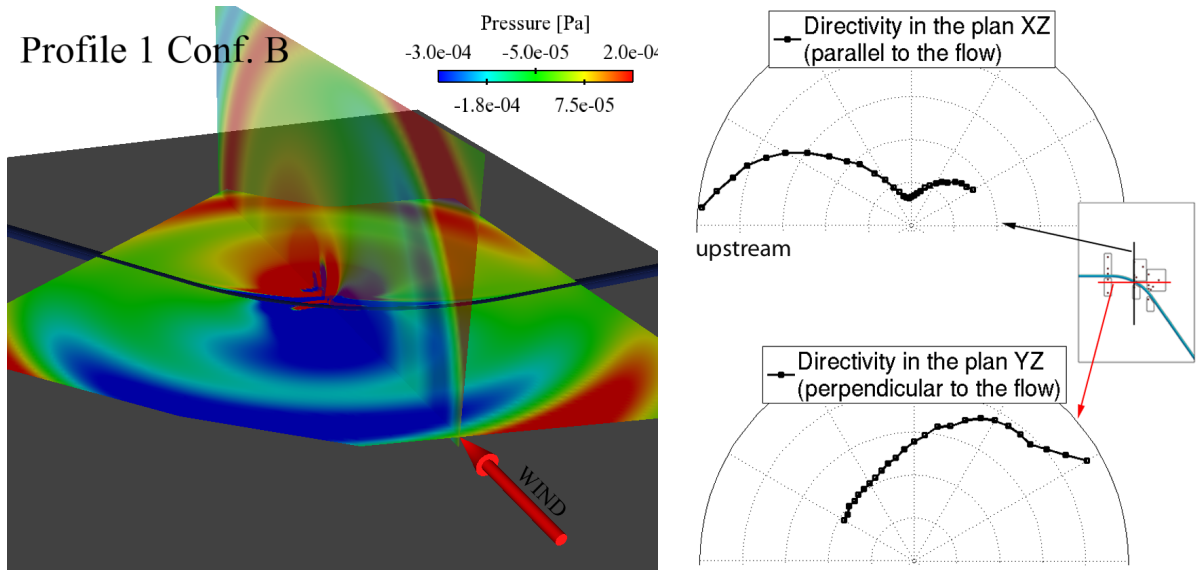 Profile 1 Conf. B
Pressure [Pa]
-3.0e-04 -5.0e-05 2.0e-04
-1.8e-04 7.5e-05
WIND
Directivity in the plan XZ
(parallel to the flow)
upstream
Directivity in the plan YZ
(perpendicular to the flow)